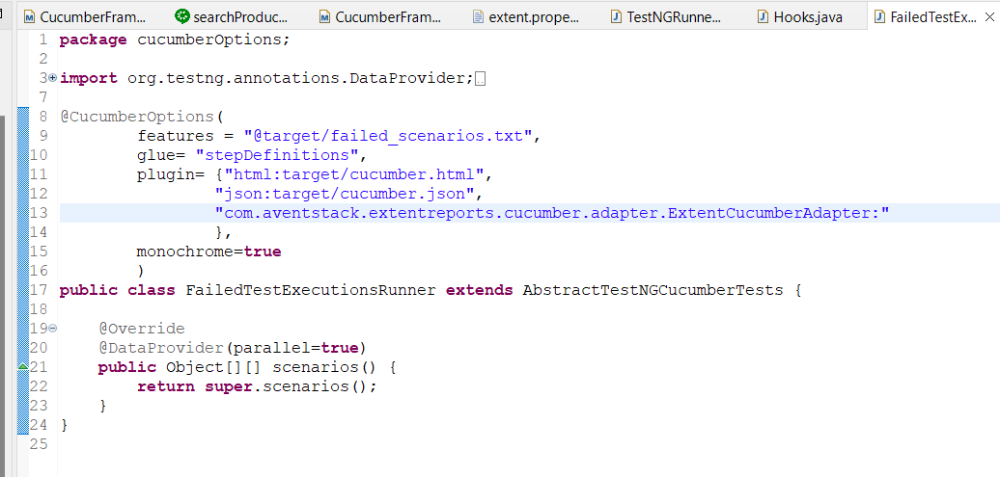 CucumberFram...
searchProduc...
CucumberFram...
extent.prope...
TestNGRunne...
Hooks.java
FailedTestEx...
1 package cucumberOptions;
2
3 import org.testng.annotations.DataProvider;
7
8 @CucumberOptions(
9 features = "@target/failed_scenarios.txt",
10 glue= "stepDefinitions",
11 plugin= {"html:target/cucumber.html",
12 "json:target/cucumber.json",
13 "com.aventstack.extentreports.cucumber.adapter.ExtentCucumberAdapter:"
14 },
15 monochrome=true
16 )
17 public class FailedTestExecutionsRunner extends AbstractTestNGCucumberTests {
18
19 @Override
20 @DataProvider(parallel=true)
21 public Object[][] scenarios() {
22 return super.scenarios();
23 }
24 }
25